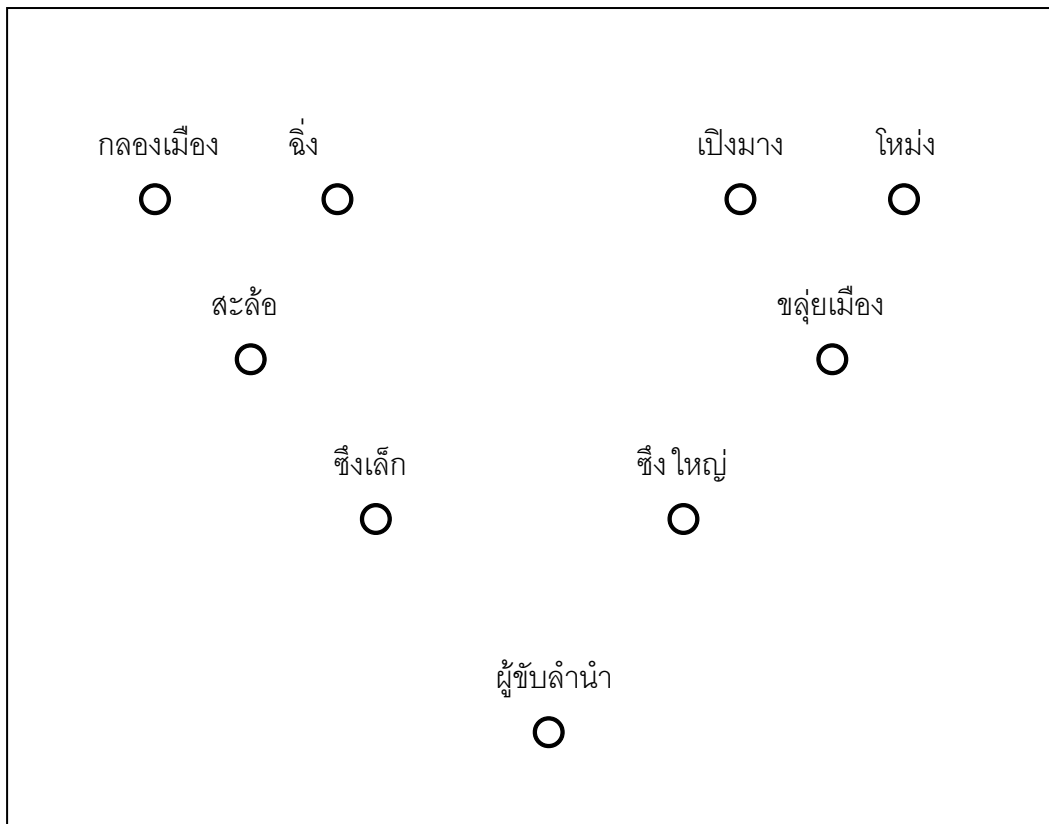 กลองเมือง ฉิ่ง เปิงมาง โหม่ง
สะล้อ ขลุ่ยเมือง
ซึงเล็ก ซึง ใหญ่
ผู้ขับลำนำ